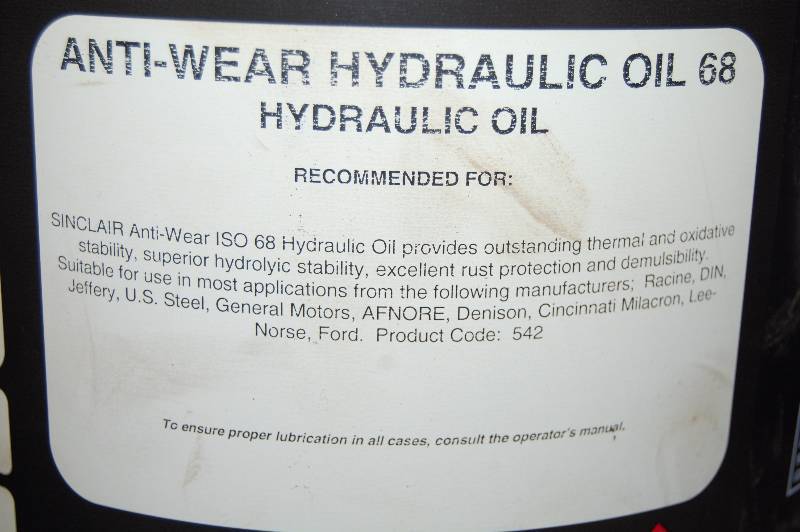 ANTI-WEAR HYDRAULIC OIL 68
HYDRAULIC OIL
RECOMMENDED FOR:
SINCLAIR Anti-Wear ISO 68 Hydraulic Oil provides outstanding thermal and oxidative
stability, superior hydrolyic stability, excellent rust protection and demulsibility.
Suitable for use in most applications from the following manufacturers; Racine, DIN,
Jeffery, U.S. Steel, General Motors, AFNORE, Denison, Cincinnati Milacron, Lee-
Norse, Ford. Product Code: 542
To ensure proper lubrication in all cases, consult the operator's manual.